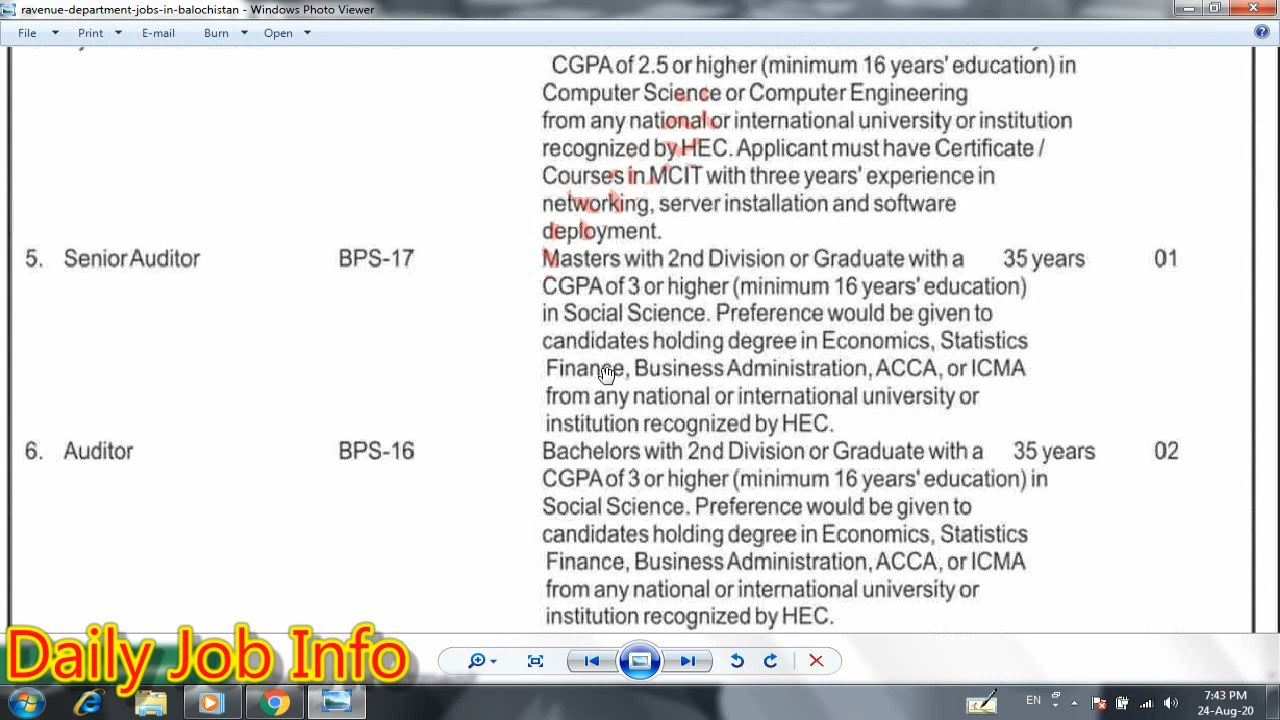 ravenue-department-jobs-in-balochistan - Windows Photo Viewer
File Print E-mail Burn Open
CGPA of 2.5 or higher (minimum 16 years' education) in
Computer Science or Computer Engineering
from any national or international university or institution
recognized by HEC. Applicant must have Certificate /
Courses in MCIT with three years' experience in
networking, server installation and software
deployment.
5. Senior Auditor BPS-17 Masters with 2nd Division or Graduate with a 35 years 01
CGPA of 3 or higher (minimum 16 years' education)
in Social Science. Preference would be given to
candidates holding degree in Economics, Statistics
Finance, Business Administration, ACCA, or ICMA
from any national or international university or
institution recognized by HEC.
6. Auditor BPS-16 Bachelors with 2nd Division or Graduate with a 35 years 02
CGPA of 3 or higher (minimum 16 years' education) in
Social Science. Preference would be given to
candidates holding degree in Economics, Statistics
Finance, Business Administration, ACCA, or ICMA
from any national or international university or
institution recognized by HEC.
Daily Job Info
EN
7:43 PM
24-Aug-20